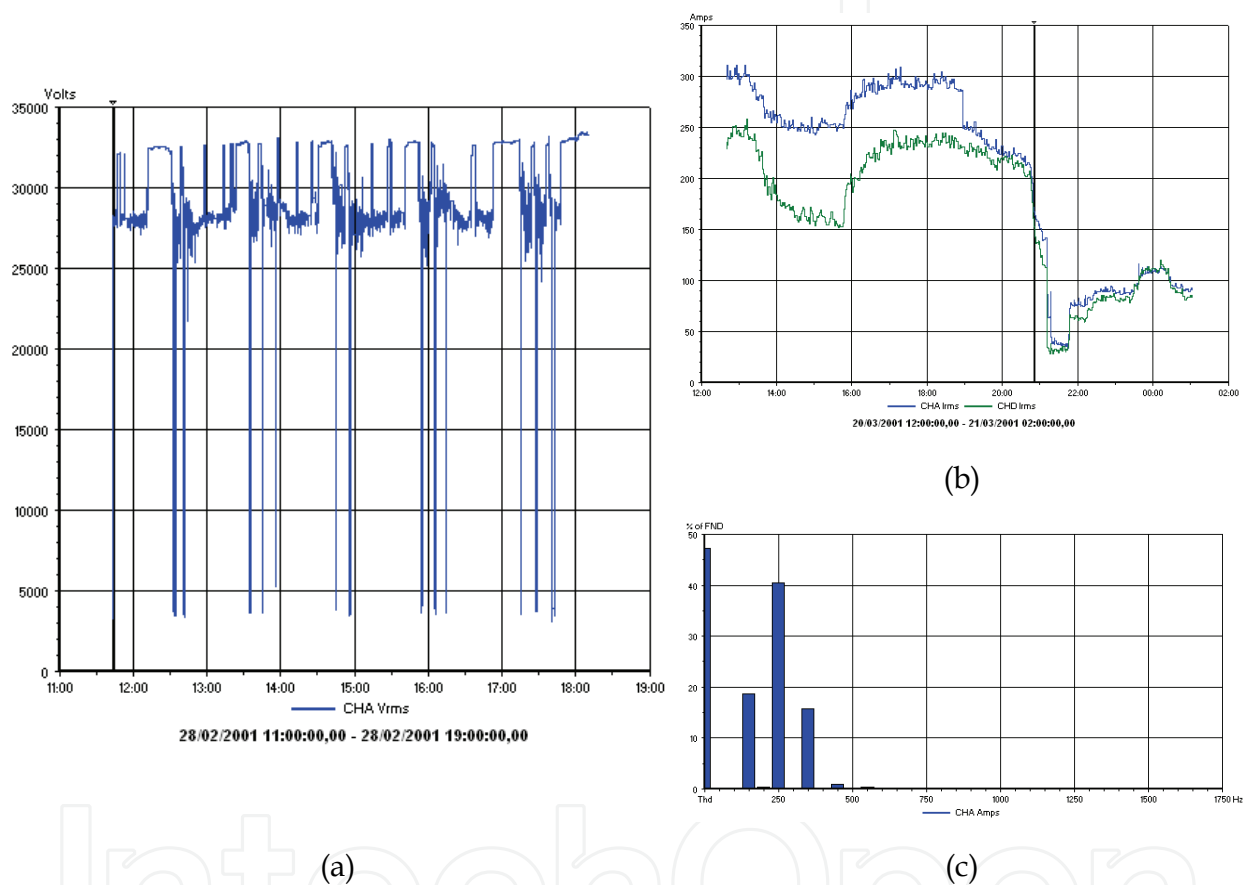 Volts
35000
30000
25000
20000
15000
10000
5000
0
11:00 12:00 13:00 14:00 15:00 16:00 17:00 18:00 19:00
CHA Vrms
28/02/2001 11:00:00,00 - 28/02/2001 19:00:00,00
(a)
Amps
350
300
250
200
150
100
50
0
12:00 14:00 16:00 18:00 20:00 22:00 00:00 02:00
CHA Irms CHD Irms
20/03/2001 12:00:00,00 - 21/03/2001 02:00:00,00
(b)
% of FND
50
40
30
20
10
0
Thd 250 500 750 1000 1250 1500 1750 Hz
CHA Amps
(c)
IntechOpen